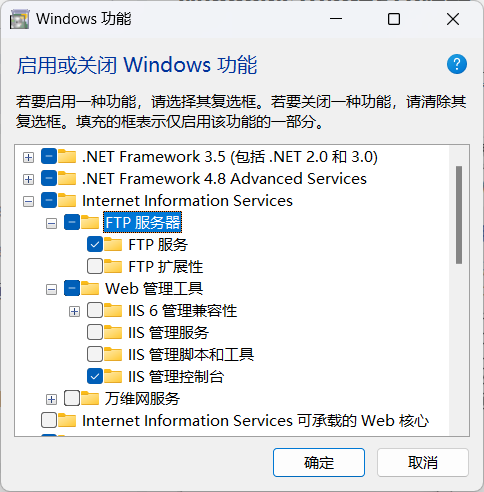 Windows 功能
启用或关闭 Windows 功能
?
若要启用一种功能，请选择其复选框。若要关闭一种功能，请清除其
复选框。填充的框表示仅启用该功能的一部分。
.NET Framework 3.5 (包括 .NET 2.0 和 3.0)
.NET Framework 4.8 Advanced Services
Internet Information Services
FTP 服务器
FTP 服务
FTP 扩展性
Web 管理工具
IIS 6 管理兼容性
IIS 管理服务
IIS 管理脚本和工具
IIS 管理控制台
万维网服务
Internet Information Services 可承载的 Web 核心
确定
取消